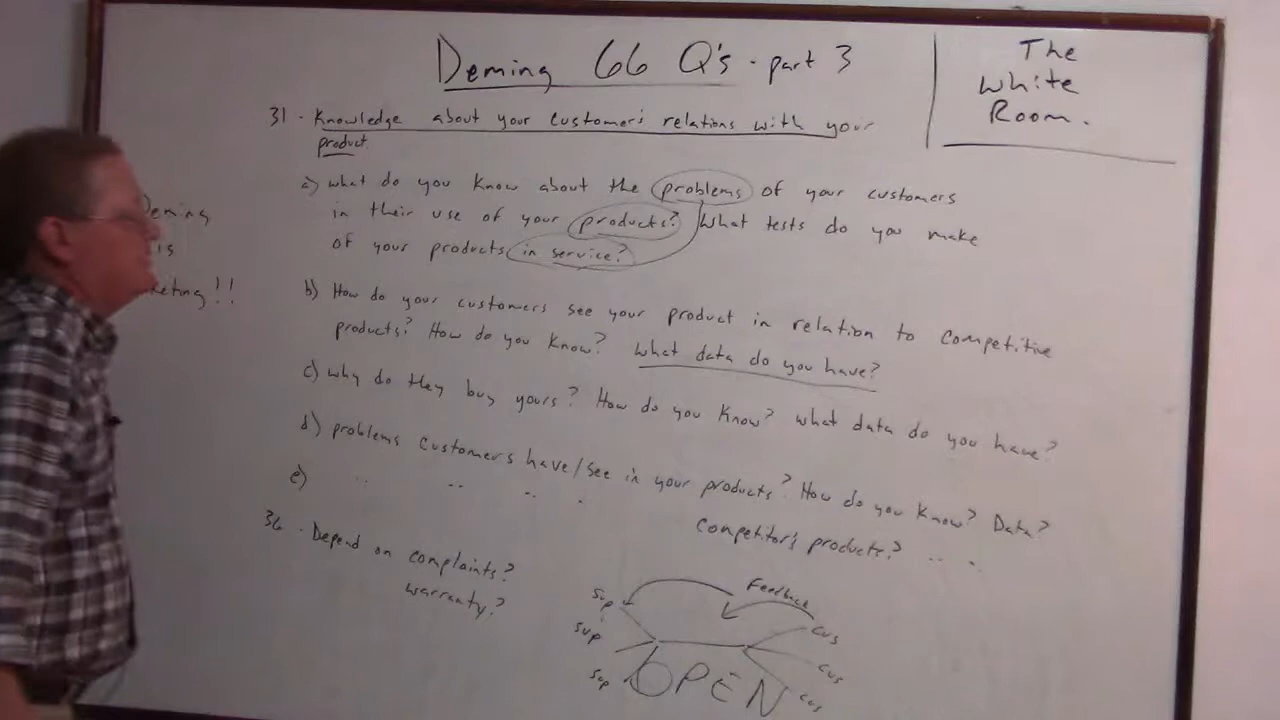 Deming 66 Q's - part 3
The
White
Room.
31 - Knowledge about your customer's relations with your
product.
a) what do you know about the problems of your customers
in their use of your products? What tests do you make
of your products in service?
Deming
is
keting!!
b) How do your customers see your product in relation to competitive
products? How do you know? What data do you have?
c) why do they buy yours? How do you know? what data do you have?
d) problems customers have/see in your products? How do you know? Data?
e) .. .. .. .
Competitor's products? .. .
36 - Depend on complaints?
warranty?
Feedback
sup
sup
sup
cus
cus
cus
OPEN